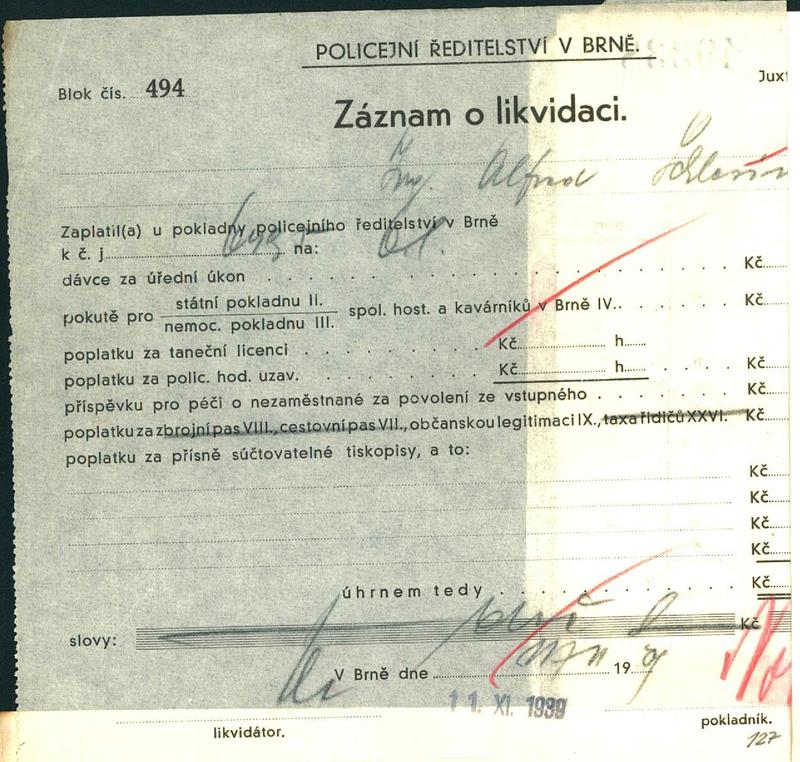 POLICEJNÍ ŘEDITELSTVÍ V BRNĚ.
Blok čís. 494
Juxt
Záznam o likvidaci.
Ing. Alfred
Zaplatil(a) u pokladny policejního ředitelství v Brně
k č. j. na:
dávce za úřední úkon Kč
pokutě pro státní pokladnu II. nemoc. pokladnu III. spol. host. a kavárníků v Brně IV. Kč
poplatku za taneční licenci Kč h
poplatku za polic. hod. uzav. Kč h Kč
příspěvku pro péči o nezaměstnané za povolení ze vstupného Kč
poplatku za zbrojní pas VIII., cestovní pas VII., občanskou legitimaci IX., taxa řidičů XXVI. Kč
poplatku za přísně súčtovatelné tiskopisy, a to:
Kč
Kč
Kč
Kč
úhrnem tedy Kč
slovy: Kč
V Brně dne 19
11. XI. 1939
likvidátor.
pokladník.
127